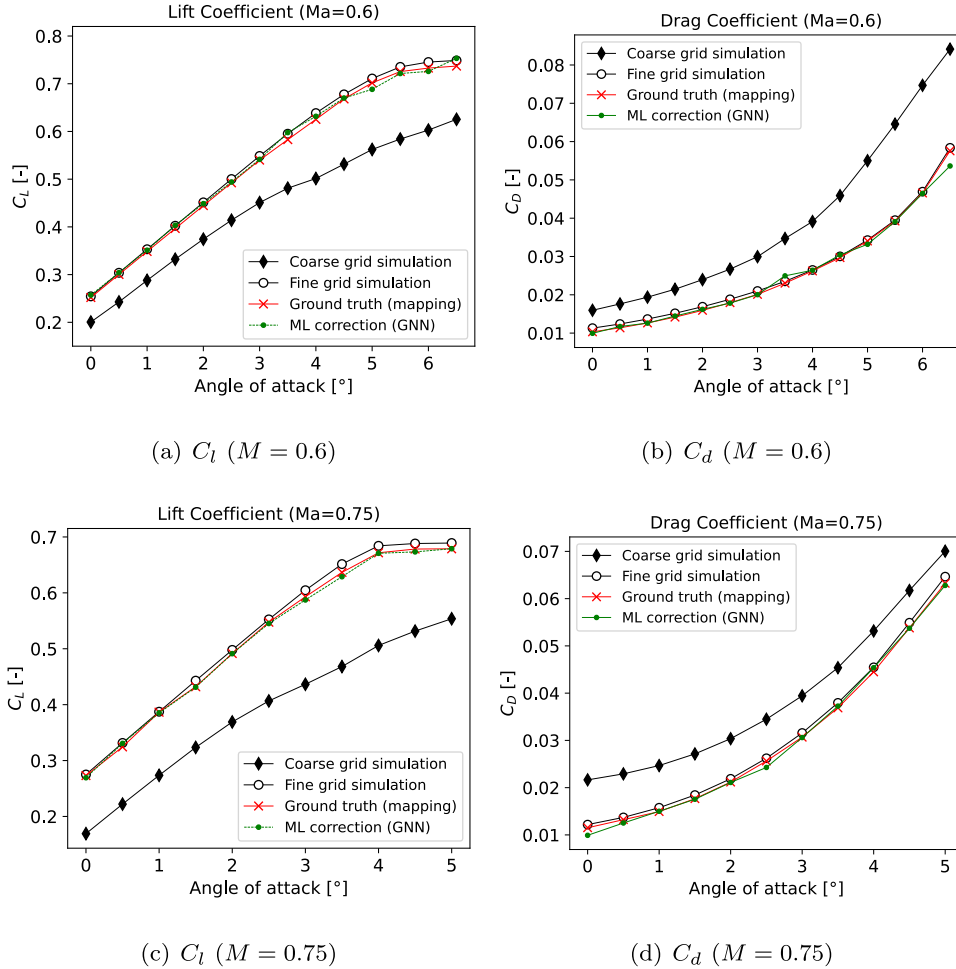 Lift Coefficient (Ma=0.6)
0.8
0.7
0.6
0.5
0.4
0.3
0.2
C_L [-]
Coarse grid simulation
Fine grid simulation
Ground truth (mapping)
ML correction (GNN)
0 1 2 3 4 5 6
Angle of attack [°]
(a) C_l (M = 0.6)
Drag Coefficient (Ma=0.6)
0.08
0.07
0.06
0.05
0.04
0.03
0.02
0.01
C_D [-]
Coarse grid simulation
Fine grid simulation
Ground truth (mapping)
ML correction (GNN)
0 1 2 3 4 5 6
Angle of attack [°]
(b) C_d (M = 0.6)
Lift Coefficient (Ma=0.75)
0.7
0.6
0.5
0.4
0.3
0.2
C_L [-]
Coarse grid simulation
Fine grid simulation
Ground truth (mapping)
ML correction (GNN)
0 1 2 3 4 5
Angle of attack [°]
(c) C_l (M = 0.75)
Drag Coefficient (Ma=0.75)
0.07
0.06
0.05
0.04
0.03
0.02
0.01
C_D [-]
Coarse grid simulation
Fine grid simulation
Ground truth (mapping)
ML correction (GNN)
0 1 2 3 4 5
Angle of attack [°]
(d) C_d (M = 0.75)